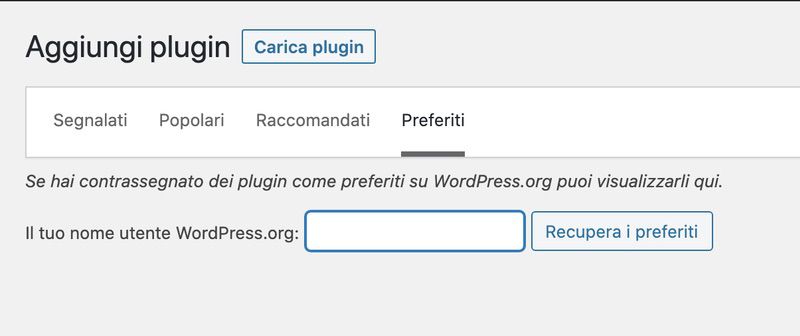 Aggiungi plugin Carica plugin
Segnalati Popolari Raccomandati Preferiti
Se hai contrassegnato dei plugin come preferiti su WordPress.org puoi visualizzarli qui.
Il tuo nome utente WordPress.org: Recupera i preferiti